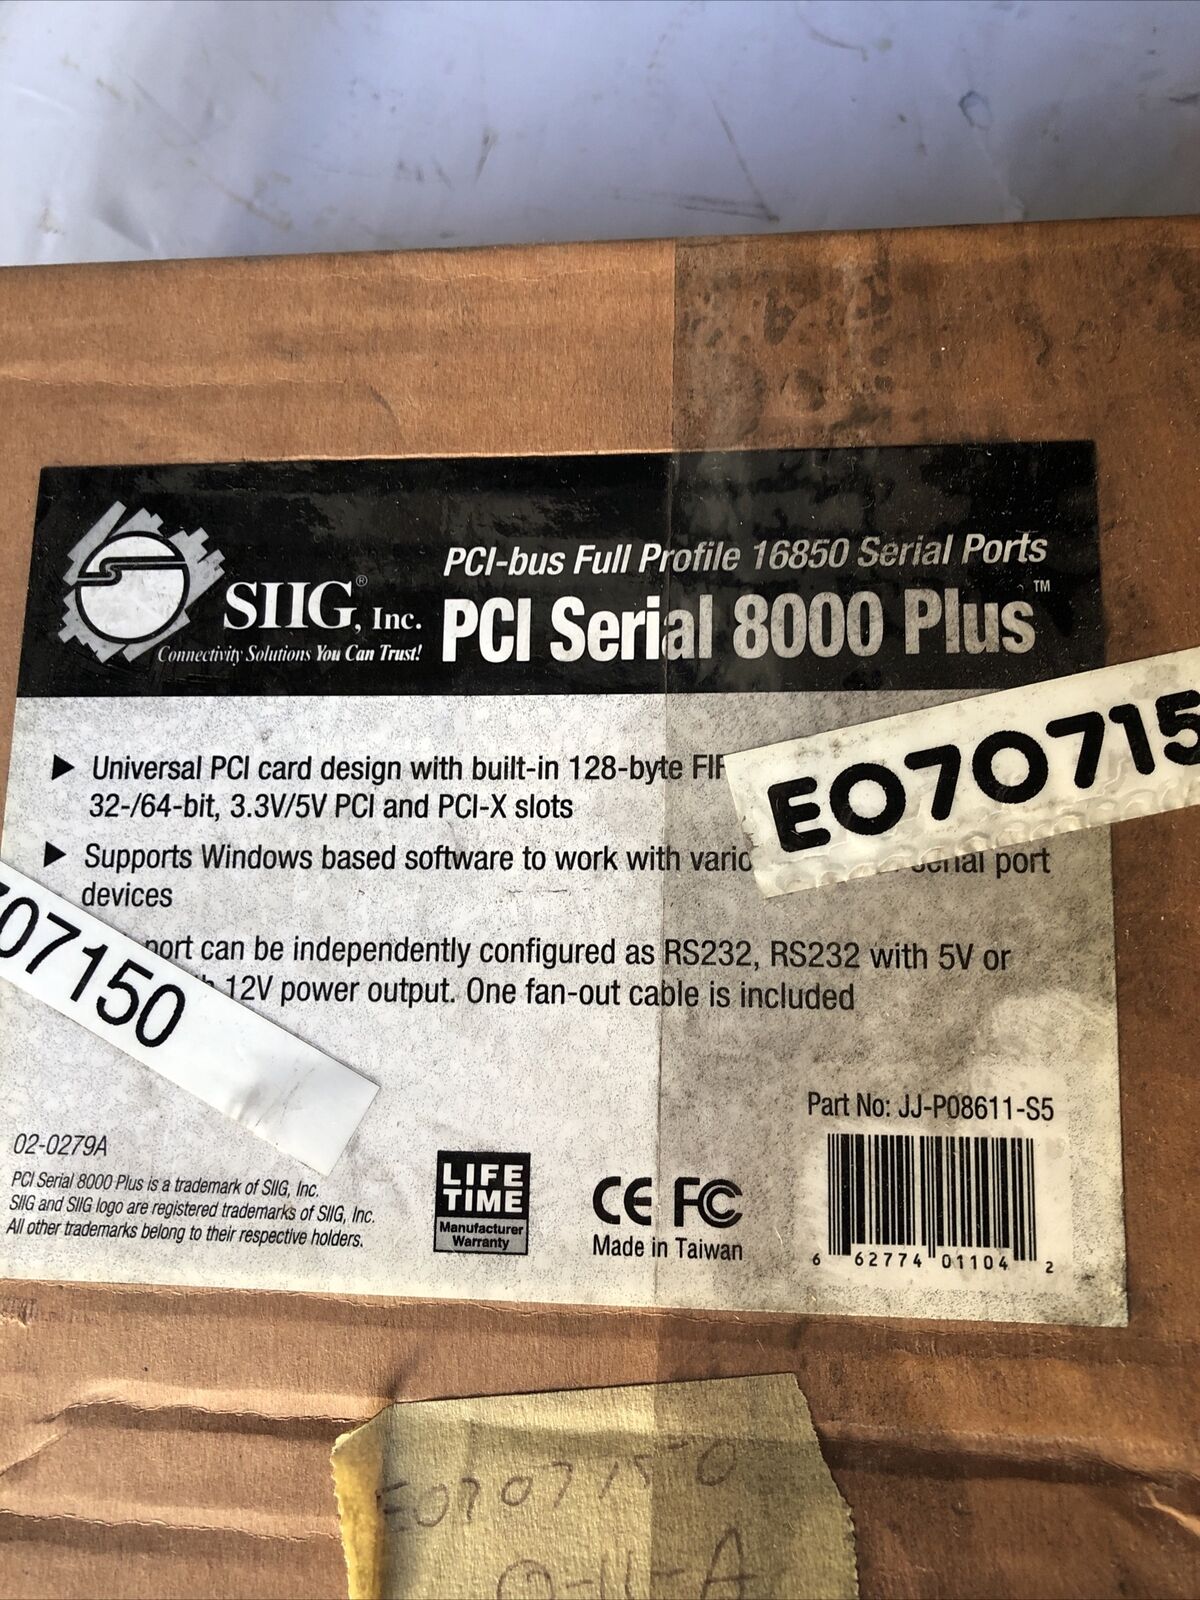 PCI-bus Full Profile 16850 Serial Ports
SIIG®, Inc.
PCI Serial 8000 Plus™
Connectivity Solutions You Can Trust!
▶ Universal PCI card design with built-in 128-byte
32-/64-bit, 3.3V/5V PCI and PCI-X slots
E070715
▶ Supports Windows based software to work with port
devices
port can be independently configured as RS232, RS232 with 5V or
12V power output. One fan-out cable is included
07150
Part No: JJ-P08611-S5
02-0279A
PCI Serial 8000 Plus is a trademark of SIIG, Inc.
SIIG and SIIG logo are registered trademarks of SIIG, Inc.
All other trademarks belong to their respective holders.
LIFE
TIME
Manufacturer
Warranty
CE FC
Made in Taiwan
6 62774 01104 2
E0707150
0-11-A